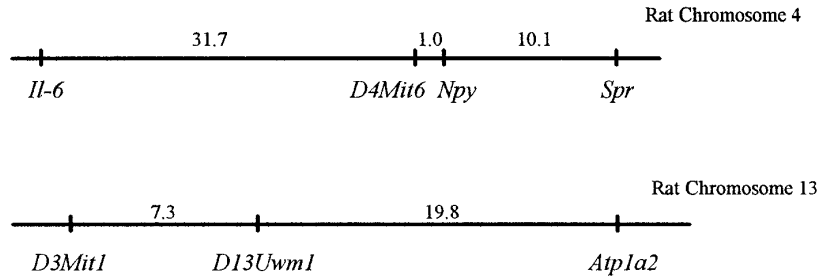 Rat Chromosome 4
31.7 1.0 10.1
Il-6 D4Mit6 Npy Spr
Rat Chromosome 13
7.3 19.8
D3Mit1 D13Uwm1 Atp1a2